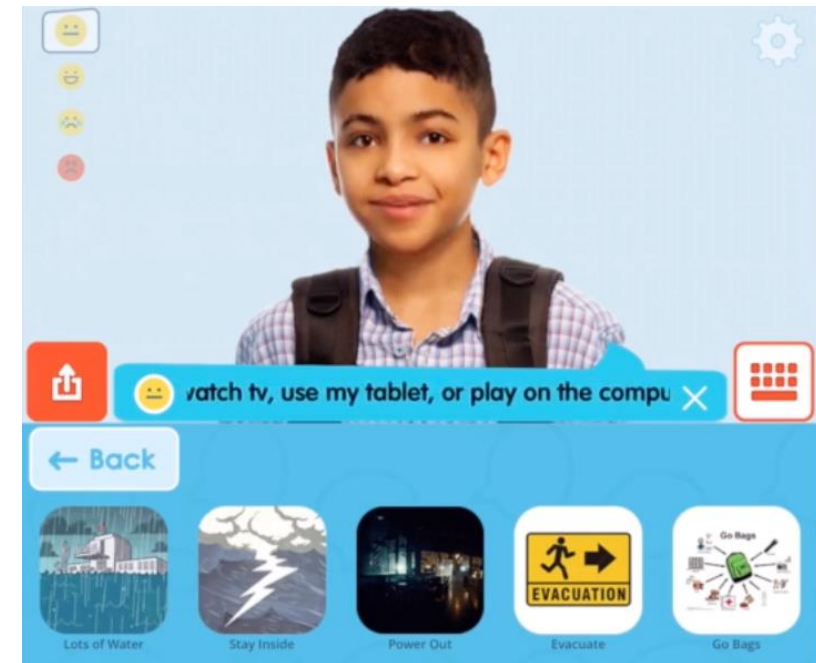 watch tv, use my tablet, or play on the compu
← Back
EVACUATION
Go Bags
Lots of Water
Stay Inside
Power Out
Evacuate
Go Bags